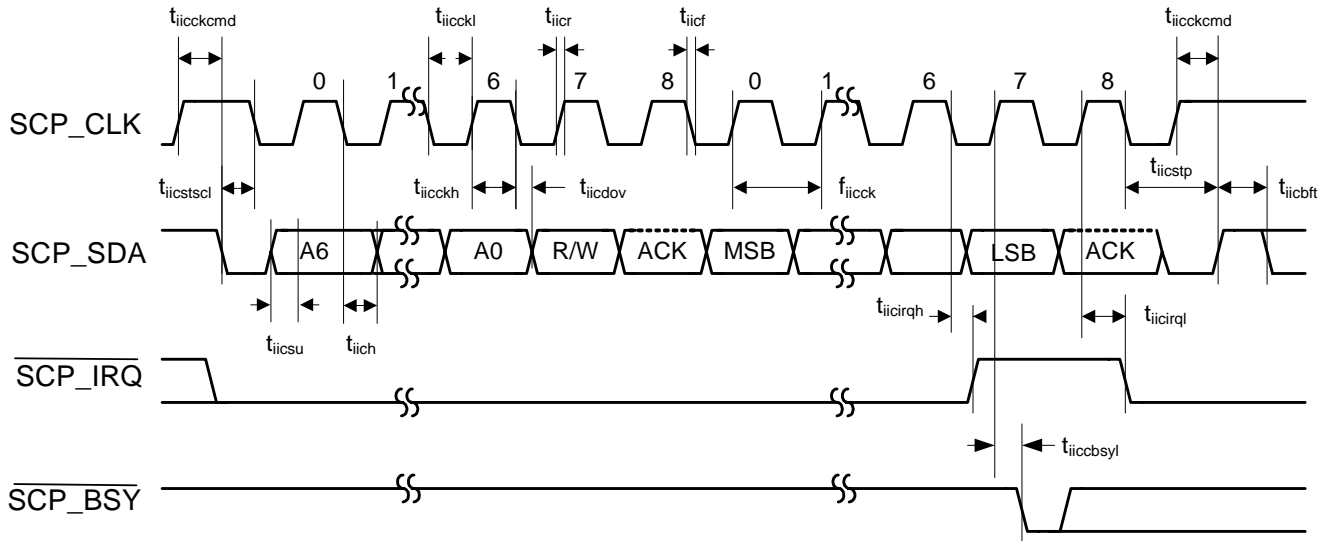 t_iicckcmd t_iicckl t_iicr t_iicf t_iicckcmd
0 1 6 7 8 0 1 6 7 8
SCP_CLK
t_iicstscl t_iicckh t_iicdov f_iicck t_iicstp t_iicbft
SCP_SDA A6 A0 R/W ACK MSB LSB ACK
t_iicsu t_iich t_iicirqh t_iicirql
SCP_IRQ
t_iiccbsyl
SCP_BSY